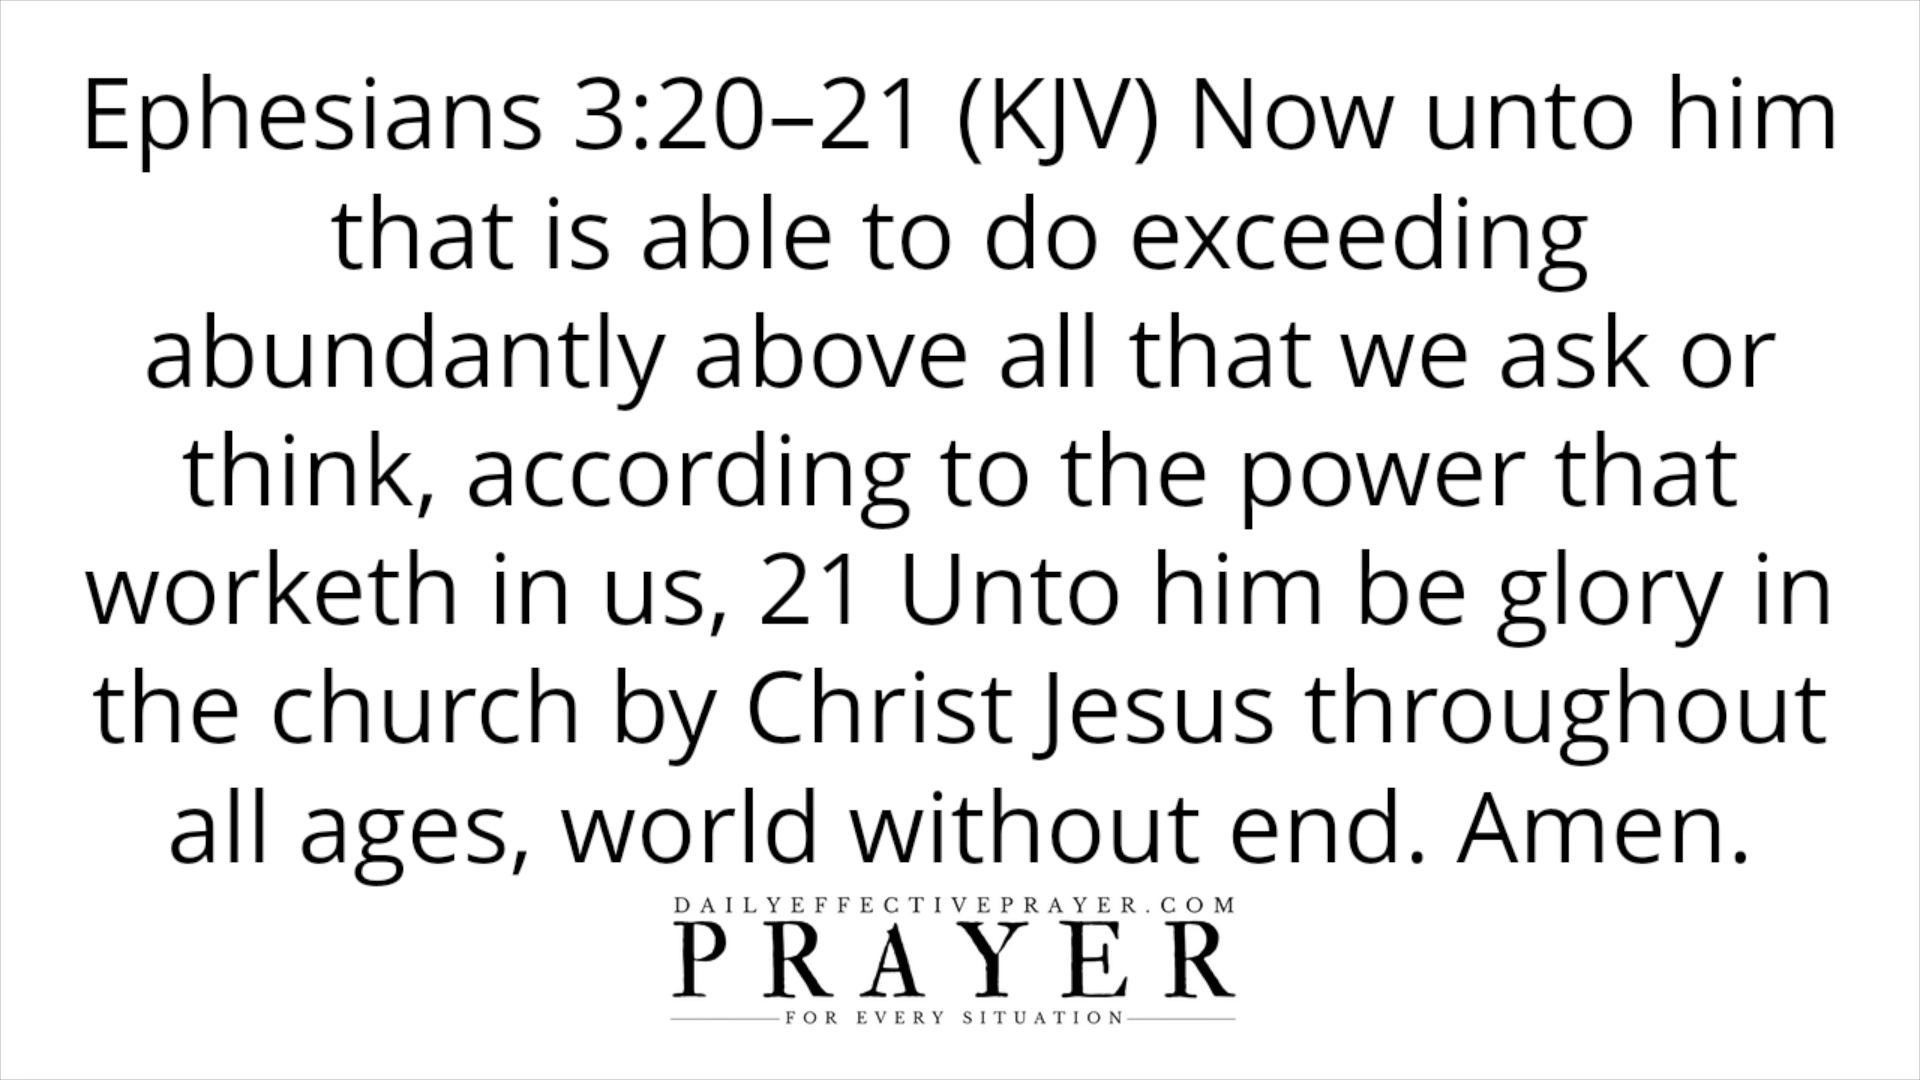 Ephesians 3:20–21 (KJV) Now unto him
that is able to do exceeding
abundantly above all that we ask or
think, according to the power that
worketh in us, 21 Unto him be glory in
the church by Christ Jesus throughout
all ages, world without end. Amen.
DAILYEFFECTIVEPRAYER.COM
PRAYER
FOR EVERY SITUATION